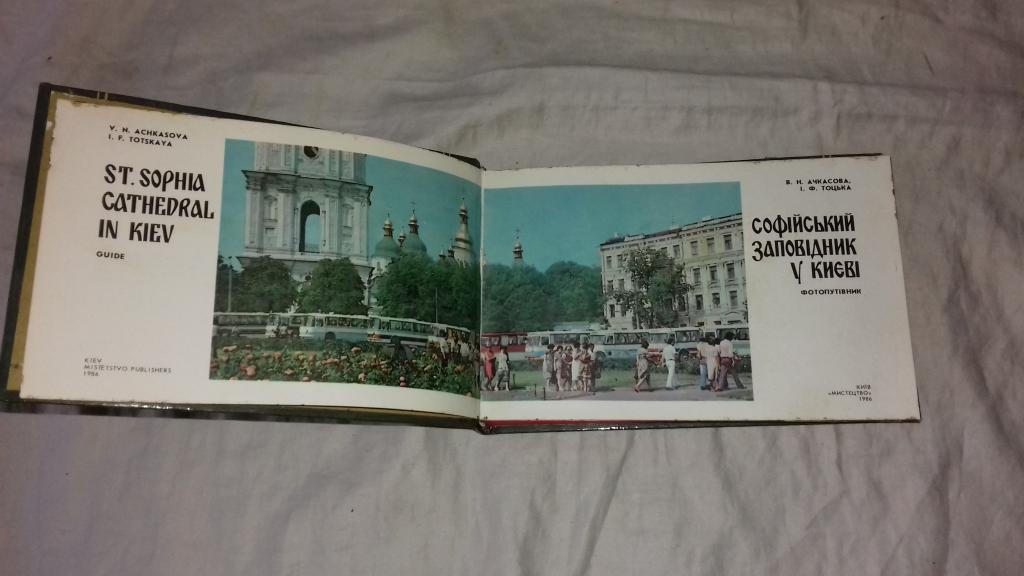 V. N. ACHKASOVA
I. F. TOTSKAYA
ST. SOPHIA
CATHEDRAL
IN KIEV
GUIDE
KIEV
MISTETSTVO PUBLISHERS
1986
В. Н. АЧКАСОВА,
І. Ф. ТОЦЬКА
СОФІЙСЬКИЙ
ЗАПОВІДНИК
У КИЄВІ
ФОТОПУТІВНИК
КИЇВ
«МИСТЕЦТВО»
1986